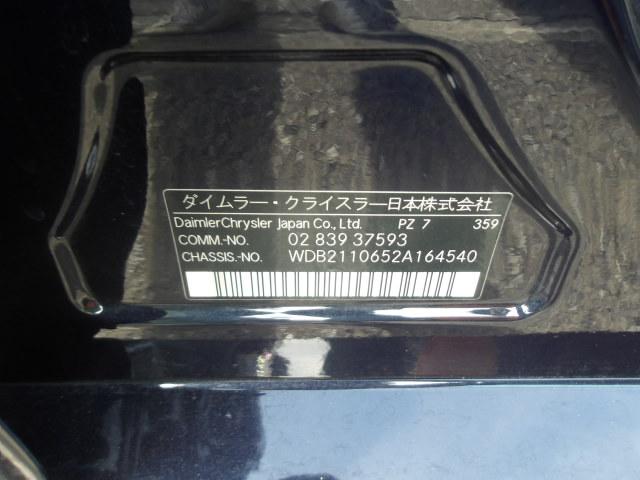 ダイムラー・クライスラー日本株式会社
DaimlerChrysler Japan Co., Ltd. PZ 7 359
COMM.-NO. 02 839 37593
CHASSIS.-NO. WDB2110652A164540